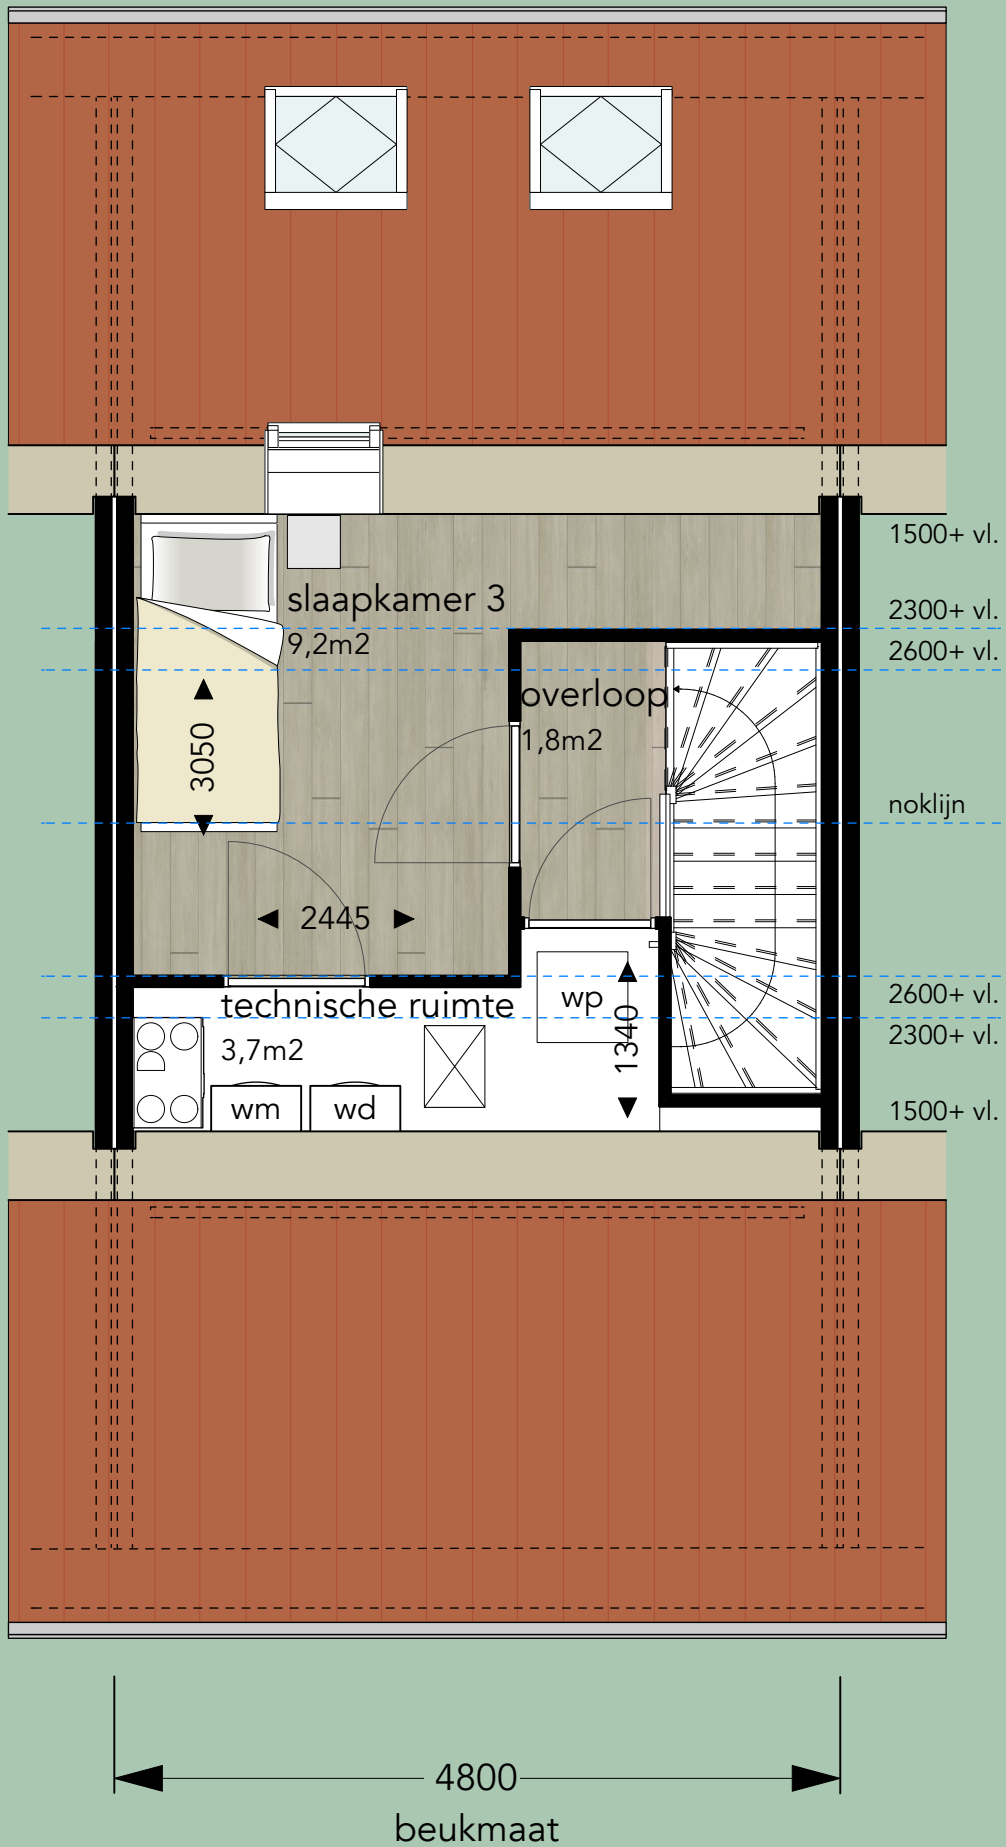 1500+ vl.
slaapkamer 3
2300+ vl.
9,2m2
2600+ vl.
overloop
1,8m2
3050
noklijn
2445
2600+ vl.
technische ruimte
wp
2300+ vl.
3,7m2
1340
wm
wd
1500+ vl.
4800
beukmaat